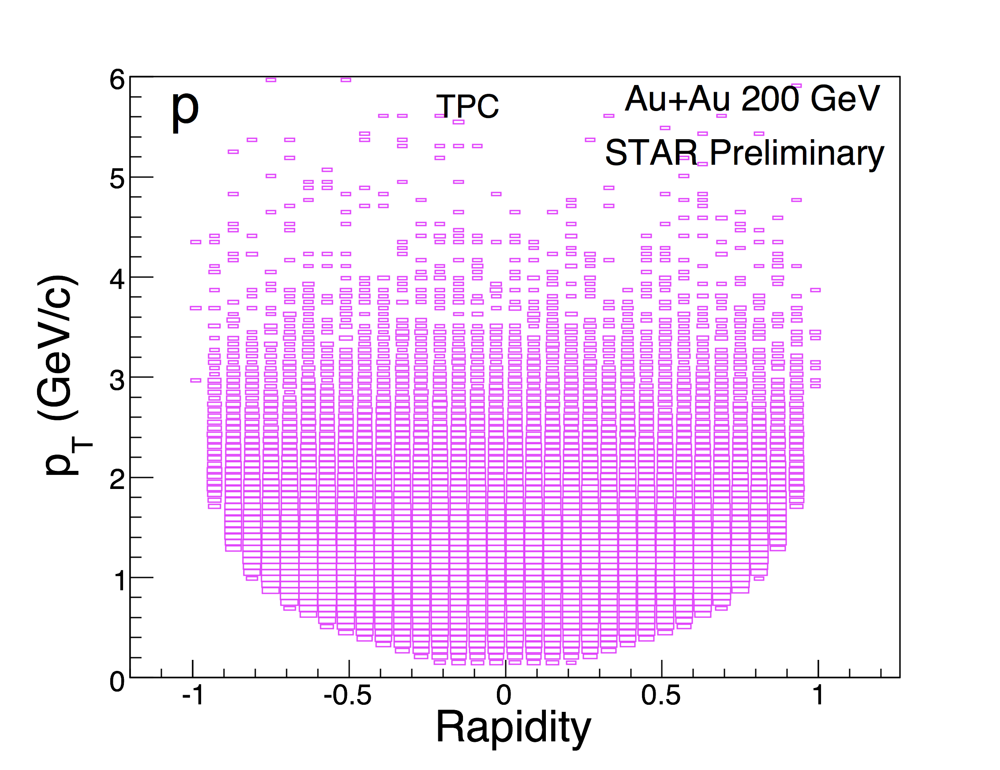 p
TPC
Au+Au 200 GeV
STAR Preliminary
6
5
4
3
2
1
0
p_T (GeV/c)
-1 -0.5 0 0.5 1
Rapidity